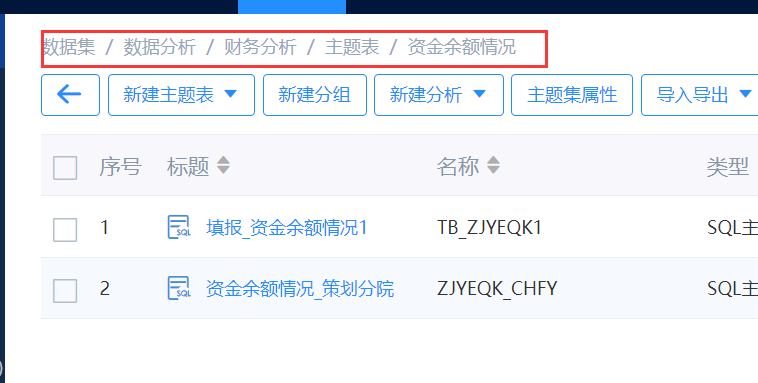 数据集 / 数据分析 / 财务分析 / 主题表 / 资金余额情况
新建主题表 新建分组 新建分析 主题集属性 导入导出
序号 标题 名称 类型
1 填报_资金余额情况1 TB_ZJYEQK1 SQL主
2 资金余额情况_策划分院 ZJYEQK_CHFY SQL主